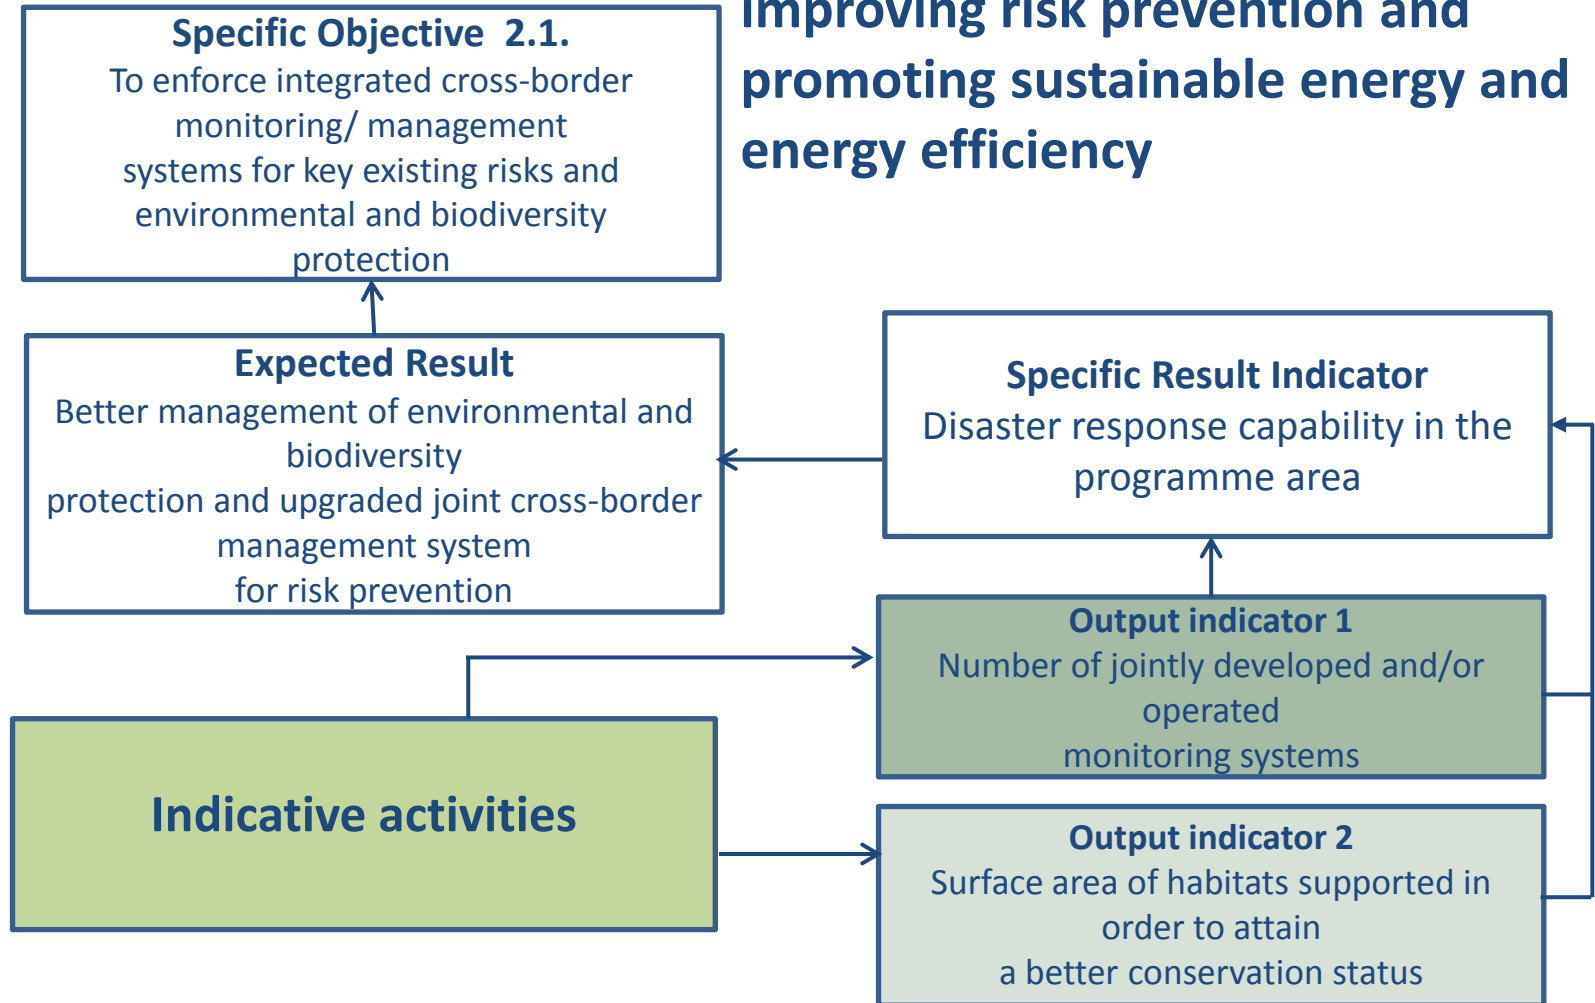 Improving risk prevention and
promoting sustainable energy and
energy efficiency
Specific Objective 2.1.
To enforce integrated cross-border
monitoring/ management
systems for key existing risks and
environmental and biodiversity
protection
Expected Result
Better management of environmental and
biodiversity
protection and upgraded joint cross-border
management system
for risk prevention
Specific Result Indicator
Disaster response capability in the
programme area
Output indicator 1
Number of jointly developed and/or
operated
monitoring systems
Indicative activities
Output indicator 2
Surface area of habitats supported in
order to attain
a better conservation status